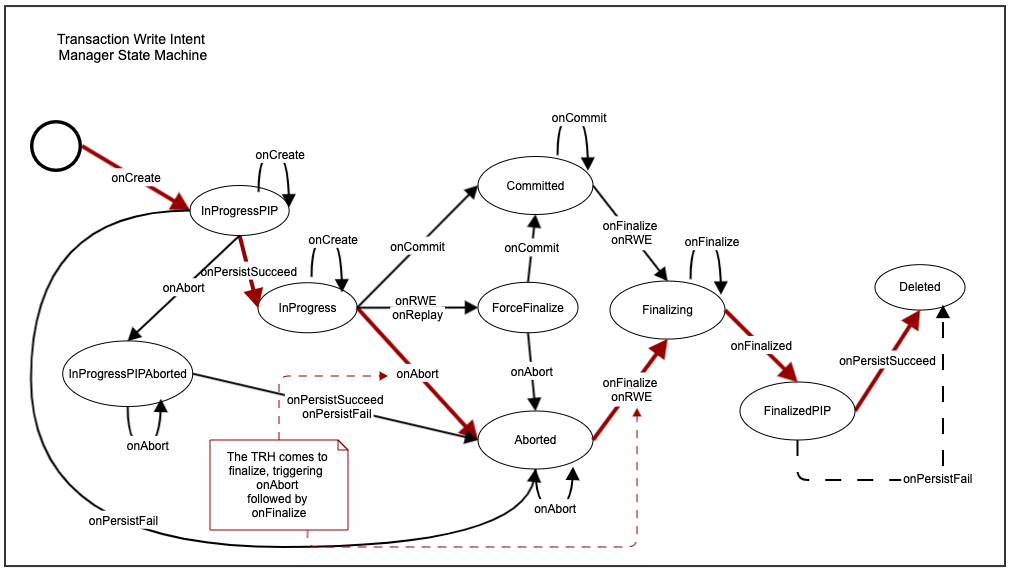 Transaction Write Intent
Manager State Machine
onCommit
onCreate
onCreate
Committed
InProgressPIP
onFinalize
onRWE
onCreate
onFinalize
onCommit
onCommit
onPersistSucceed
onAbort
Deleted
onRWE
onReplay
InProgress
ForceFinalize
Finalizing
onFinalized
onPersistSucceed
InProgressPIPAborted
onAbort
onAbort
onFinalize
onRWE
onPersistSucceed
onPersistFail
FinalizedPIP
onAbort
Aborted
The TRH comes to
finalize, triggering
onAbort
followed by
onFinalize
onPersistFail
onAbort
onPersistFail